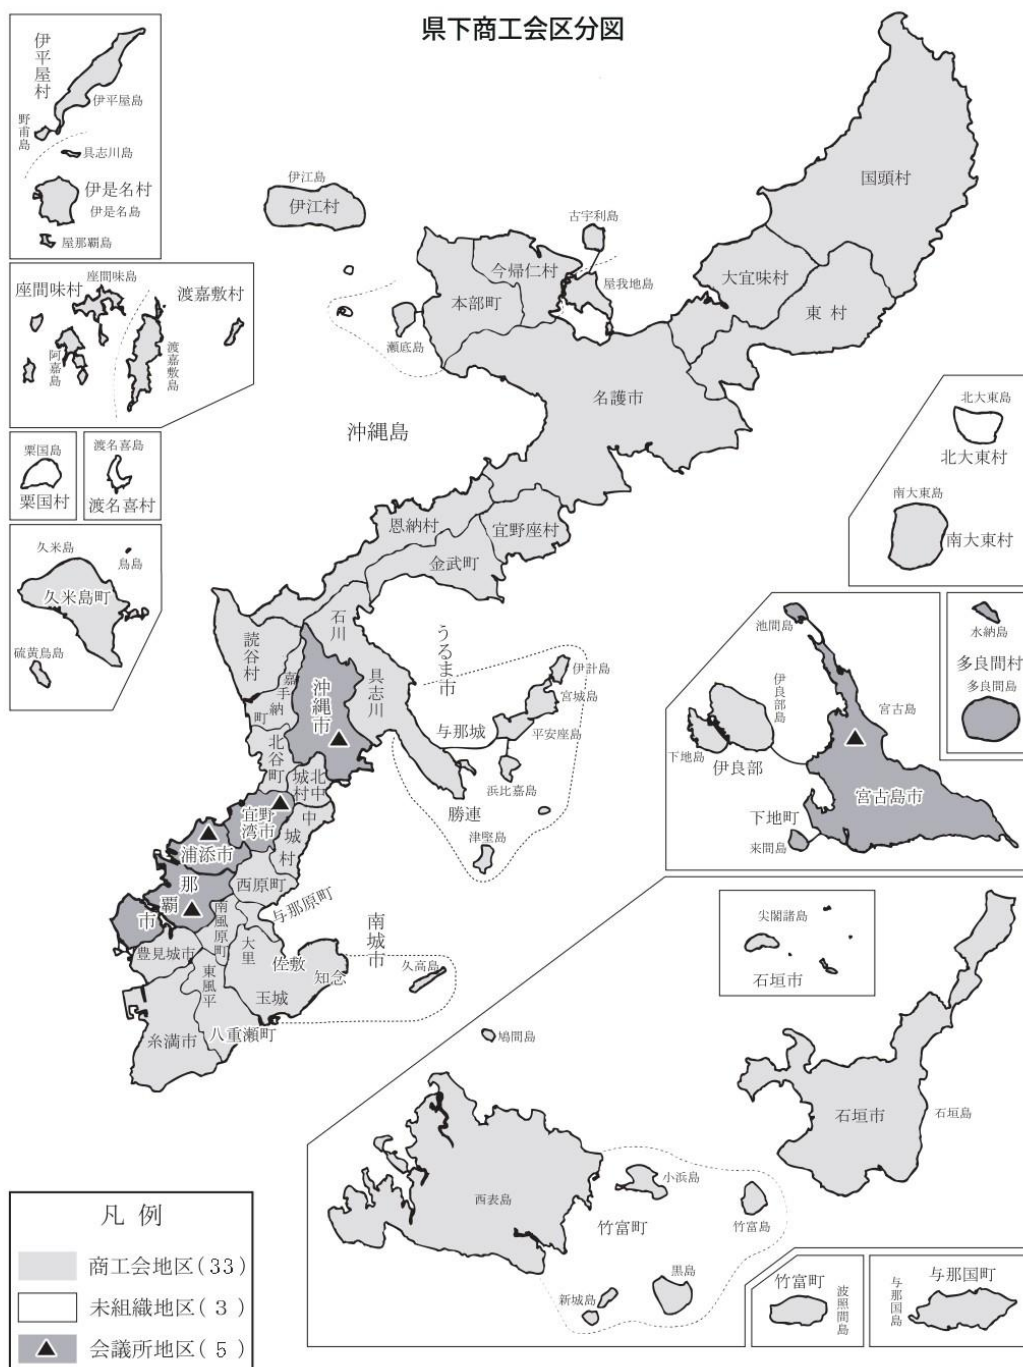 県下商工会区分図
伊平屋村
伊平屋島
野甫島
具志川島
伊是名村
伊是名島
屋那覇島
座間味村
座間味島
渡嘉敷村
阿嘉島
渡嘉敷島
粟国島
粟国村
渡名喜島
渡名喜村
久米島
鳥島
久米島町
硫黄鳥島
伊江島
伊江村
古宇利島
今帰仁村
屋我地島
本部町
瀬底島
国頭村
大宜味村
東村
名護市
沖縄島
恩納村
宜野座村
金武町
石川
読谷村
嘉手納町
沖縄市
具志川
うるま市
与那城
伊計島
宮城島
平安座島
浜比嘉島
勝連
津堅島
北谷町
北中城村
宜野湾市
中城村
浦添市
西原町
那覇市
南風原町
与那原町
豊見城市
大里
南城市
佐敷
知念
久高島
東風平
玉城
八重瀬町
糸満市
北大東島
北大東村
南大東島
南大東村
池間島
水納島
多良間村
多良間島
伊良部島
宮古島
下地島
伊良部
宮古島市
下地町
来間島
尖閣諸島
石垣市
石垣市
石垣島
鳩間島
西表島
小浜島
竹富町
竹富島
黒島
新城島
竹富町
波照間島
与那国町
与那国島
凡例
商工会地区(33)
未組織地区(3)
会議所地区(5)